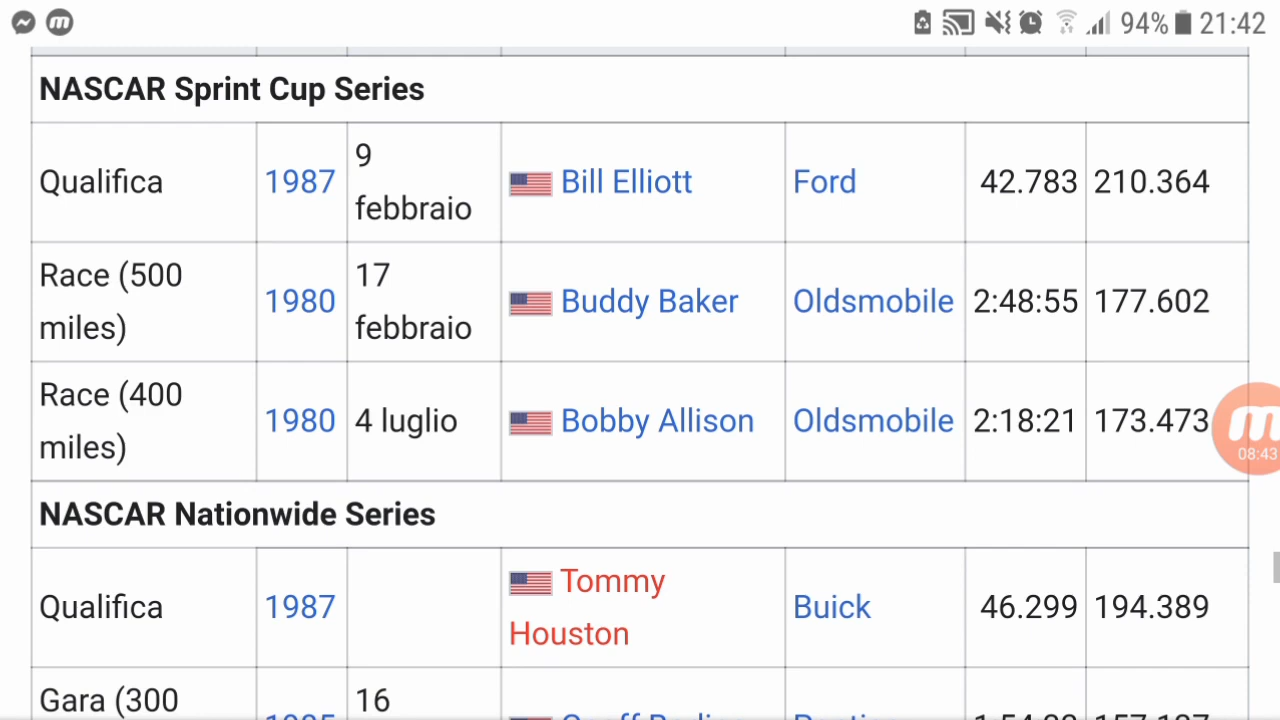 94% 21:42
NASCAR Sprint Cup Series
Qualifica 1987 9 febbraio Bill Elliott Ford 42.783 210.364
Race (500 miles) 1980 17 febbraio Buddy Baker Oldsmobile 2:48:55 177.602
Race (400 miles) 1980 4 luglio Bobby Allison Oldsmobile 2:18:21 173.473
08:43
NASCAR Nationwide Series
Qualifica 1987 Tommy Houston Buick 46.299 194.389
Gara (300 16